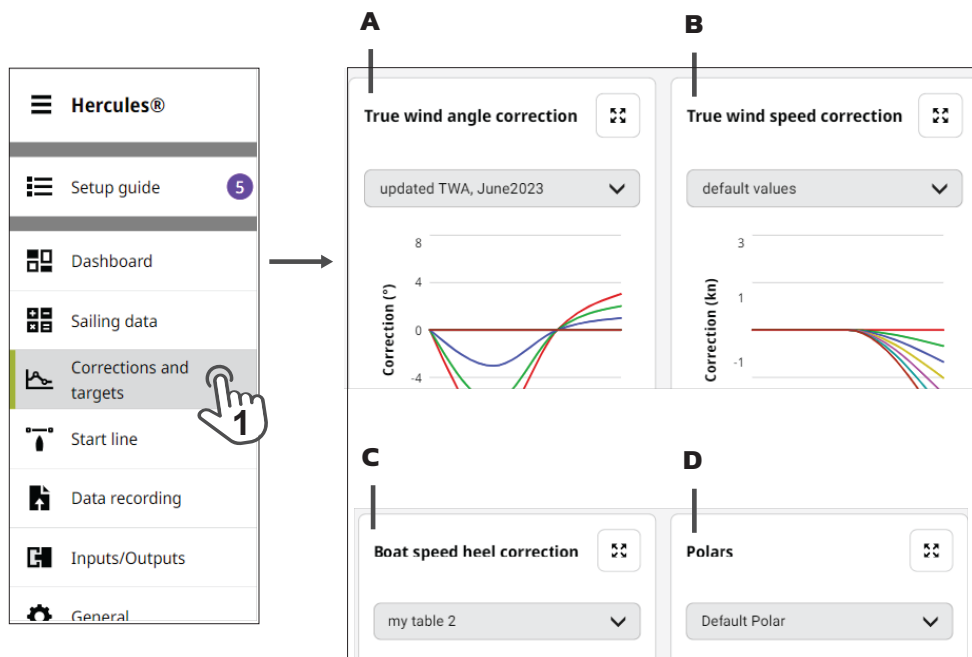 A
B
Hercules®
Setup guide
5
Dashboard
Sailing data
Corrections and
targets
1
Start line
Data recording
Inputs/Outputs
General
True wind angle correction
updated TWA, June2023
8
4
0
-4
Correction (°)
True wind speed correction
default values
3
1
-1
Correction (kn)
C
D
Boat speed heel correction
my table 2
Polars
Default Polar